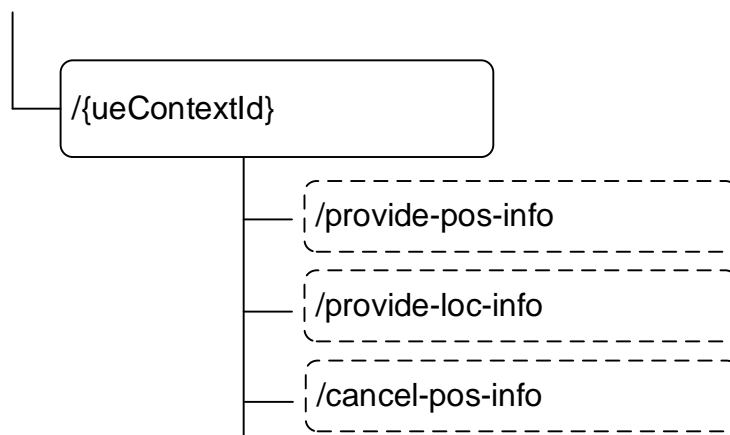 /{ueContextId}
/provide-pos-info
/provide-loc-info
/cancel-pos-info